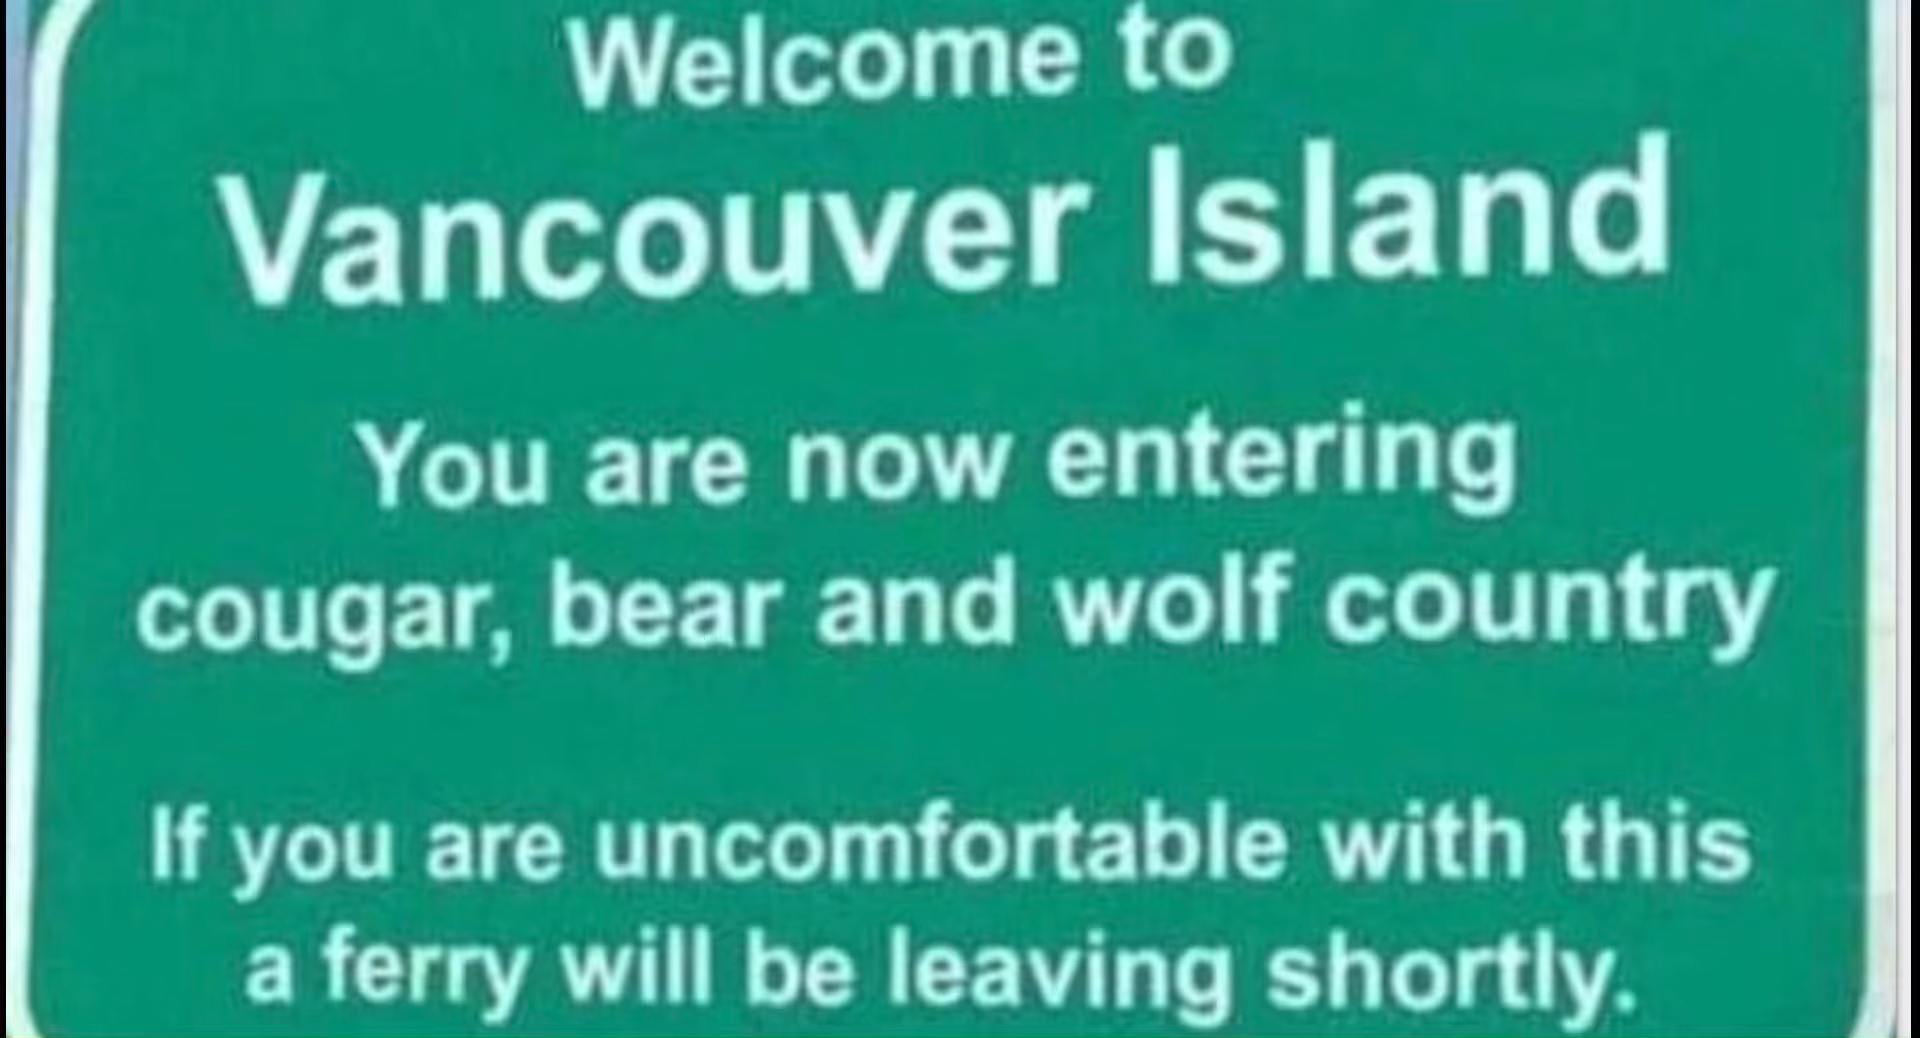 Welcome to
Vancouver Island
You are now entering
cougar, bear and wolf country
If you are uncomfortable with this
a ferry will be leaving shortly.